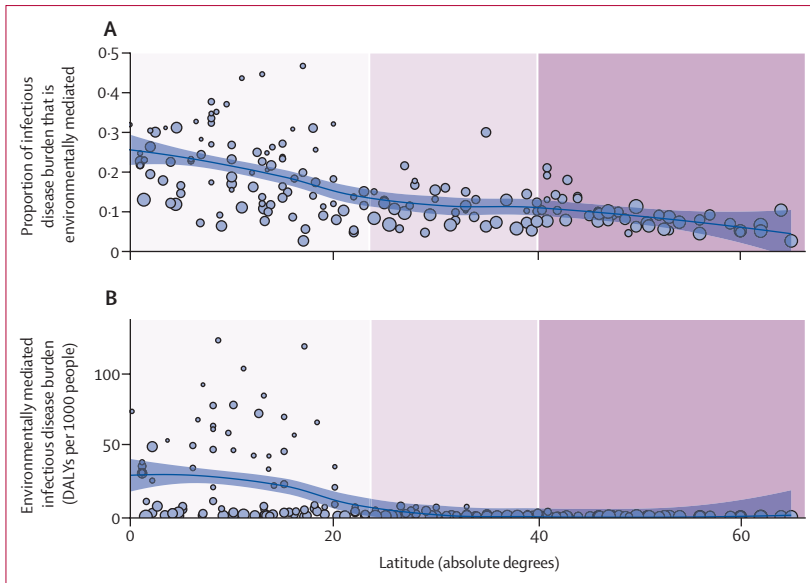 A
Proportion of infectious
disease burden that is
environmentally mediated
0·5
0·4
0·3
0·2
0·1
0
B
Environmentally mediated
infectious disease burden
(DALYs per 1000 people)
100
50
0
0
20
40
60
Latitude (absolute degrees)